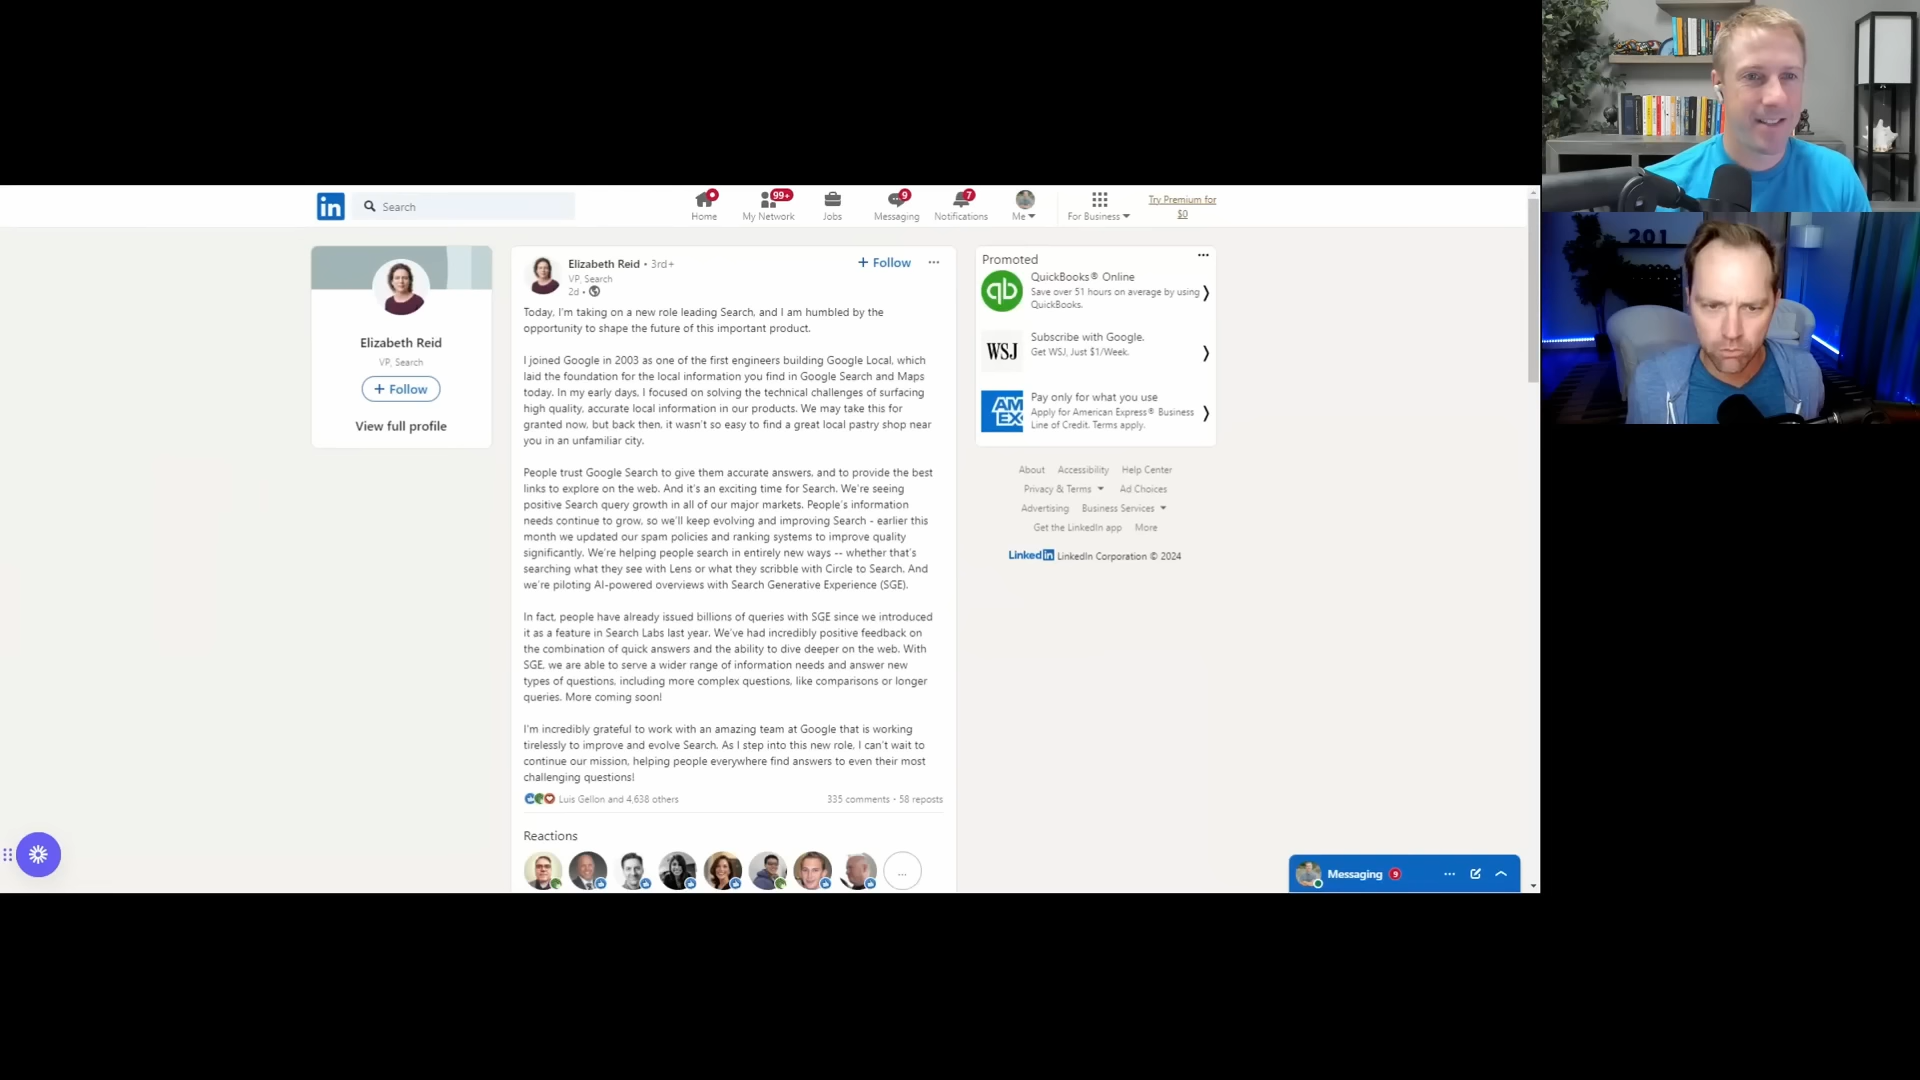 in
Search
Home
99+
My Network
Jobs
9
Messaging
7
Notifications
Me
For Business
Try Premium for
$0
Elizabeth Reid
VP, Search
+ Follow
View full profile
Elizabeth Reid • 3rd+
VP, Search
2d •
+ Follow
Today, I'm taking on a new role leading Search, and I am humbled by the
opportunity to shape the future of this important product.
I joined Google in 2003 as one of the first engineers building Google Local, which
laid the foundation for the local information you find in Google Search and Maps
today. In my early days, I focused on solving the technical challenges of surfacing
high quality, accurate local information in our products. We may take this for
granted now, but back then, it wasn't so easy to find a great local pastry shop near
you in an unfamiliar city.
People trust Google Search to give them accurate answers, and to provide the best
links to explore on the web. And it's an exciting time for Search. We're seeing
positive Search query growth in all of our major markets. People's information
needs continue to grow, so we'll keep evolving and improving Search - earlier this
month we updated our spam policies and ranking systems to improve quality
significantly. We're helping people search in entirely new ways -- whether that's
searching what they see with Lens or what they scribble with Circle to Search. And
we're piloting AI-powered overviews with Search Generative Experience (SGE).
In fact, people have already issued billions of queries with SGE since we introduced
it as a feature in Search Labs last year. We've had incredibly positive feedback on
the combination of quick answers and the ability to dive deeper on the web. With
SGE, we are able to serve a wider range of information needs and answer new
types of questions, including more complex questions, like comparisons or longer
queries. More coming soon!
I'm incredibly grateful to work with an amazing team at Google that is working
tirelessly to improve and evolve Search. As I step into this new role, I can't wait to
continue our mission, helping people everywhere find answers to even their most
challenging questions!
Luis Gellon and 4,638 others
335 comments • 58 reposts
Reactions
...
Promoted
qb
QuickBooks® Online
Save over 51 hours on average by using
QuickBooks.
WSJ
Subscribe with Google.
Get WSJ, Just $1/Week.
AM
EX
Pay only for what you use
Apply for American Express® Business
Line of Credit. Terms apply.
About Accessibility Help Center
Privacy & Terms Ad Choices
Advertising Business Services
Get the LinkedIn app More
LinkedIn LinkedIn Corporation © 2024
Messaging 9
201